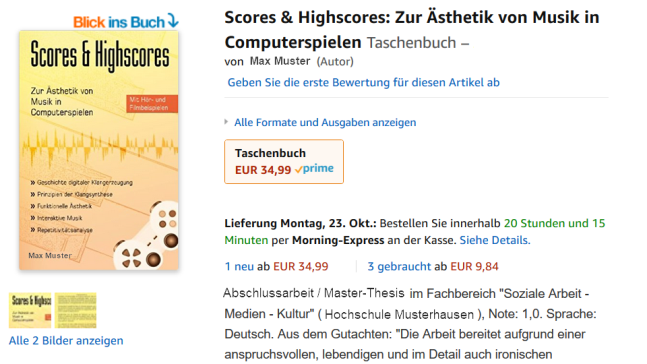 Blick ins Buch
Scores & Highscores
Zur Ästhetik von
Musik in
Computerspielen
Mit Hör- und
Filmbeispielen
» Geschichte digitaler Klangerzeugung
» Prinzipien der Klangsynthese
» Funktionelle Ästhetik
» Interaktive Musik
» Repetitivitätsanalyse
Max Muster
Alle 2 Bilder anzeigen
Scores & Highscores: Zur Ästhetik von Musik in
Computerspielen Taschenbuch –
von Max Muster (Autor)
Geben Sie die erste Bewertung für diesen Artikel ab
Alle Formate und Ausgaben anzeigen
Taschenbuch
EUR 34,99 prime
Lieferung Montag, 23. Okt.: Bestellen Sie innerhalb 20 Stunden und 15
Minuten per Morning-Express an der Kasse. Siehe Details.
1 neu ab EUR 34,99 3 gebraucht ab EUR 9,84
Abschlussarbeit / Master-Thesis im Fachbereich "Soziale Arbeit -
Medien - Kultur" ( Hochschule Musterhausen ), Note: 1,0. Sprache:
Deutsch. Aus dem Gutachten: "Die Arbeit bereitet aufgrund einer
anspruchsvollen, lebendigen und im Detail auch ironischen